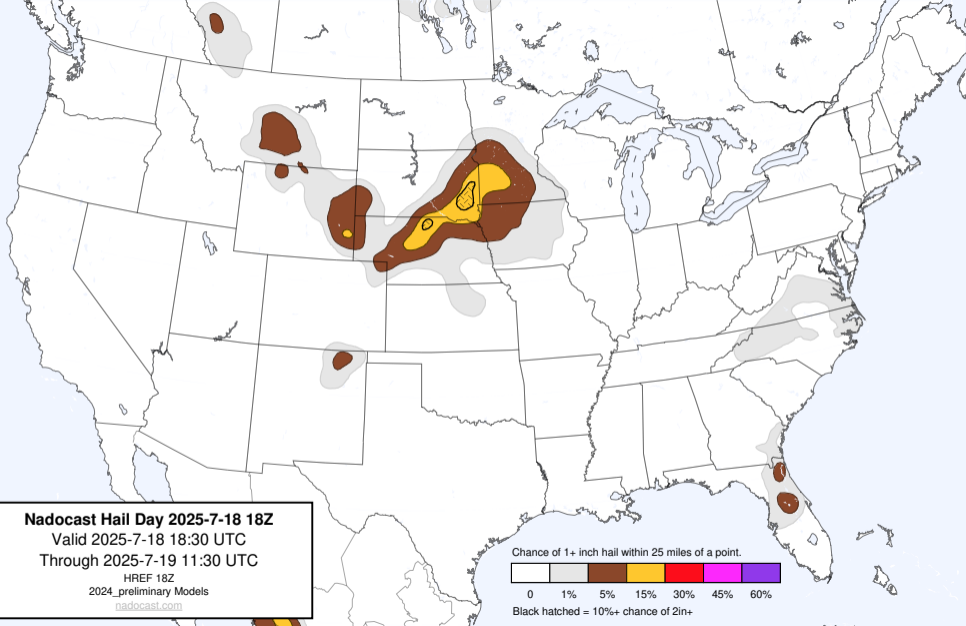 Nadocast Hail Day 2025-7-18 18Z
Valid 2025-7-18 18:30 UTC
Through 2025-7-19 11:30 UTC
HREF 18Z
2024_preliminary Models
nadocast.com
Chance of 1+ inch hail within 25 miles of a point.
0 1% 5% 15% 30% 45% 60%
Black hatched = 10%+ chance of 2in+